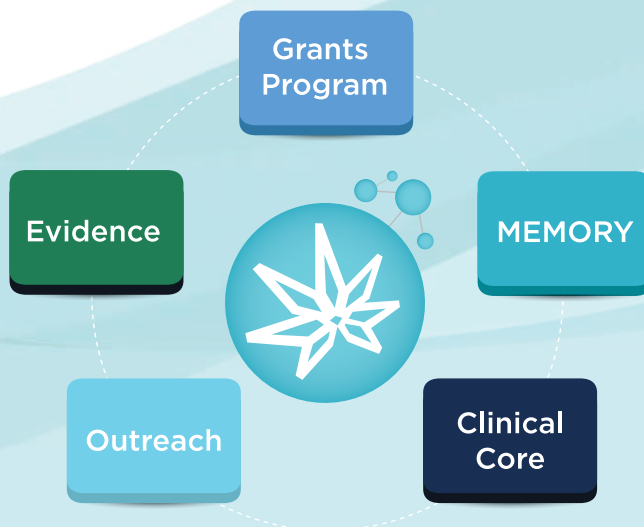 Grants
Program
Evidence
MEMORY
Outreach
Clinical
Core